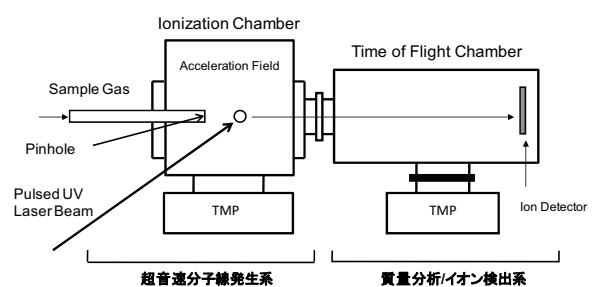 Ionization Chamber
Acceleration Field
Time of Flight Chamber
Sample Gas
Pinhole
Pulsed UV
Laser Beam
TMP
TMP
Ion Detector
超音速分子線発生系
質量分析/イオン検出系